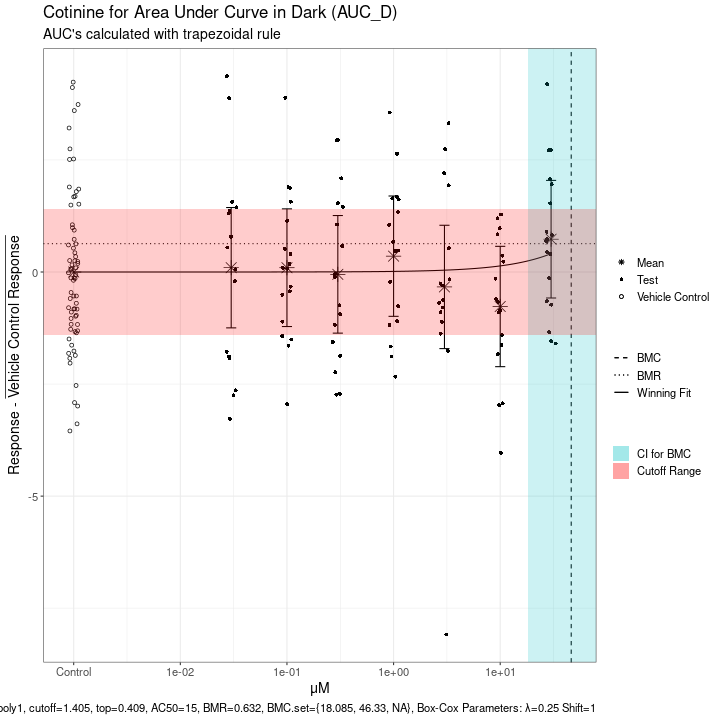 Cotinine for Area Under Curve in Dark (AUC_D)
AUC's calculated with trapezoidal rule
Response - Vehicle Control Response
0
-5
Control
1e-02
1e-01
1e+00
1e+01
µM
Mean
Test
Vehicle Control
BMC
BMR
Winning Fit
CI for BMC
Cutoff Range
poly1, cutoff=1.405, top=0.409, AC50=15, BMR=0.632, BMC.set={18.085, 46.33, NA}, Box-Cox Parameters: λ=0.25 Shift=1